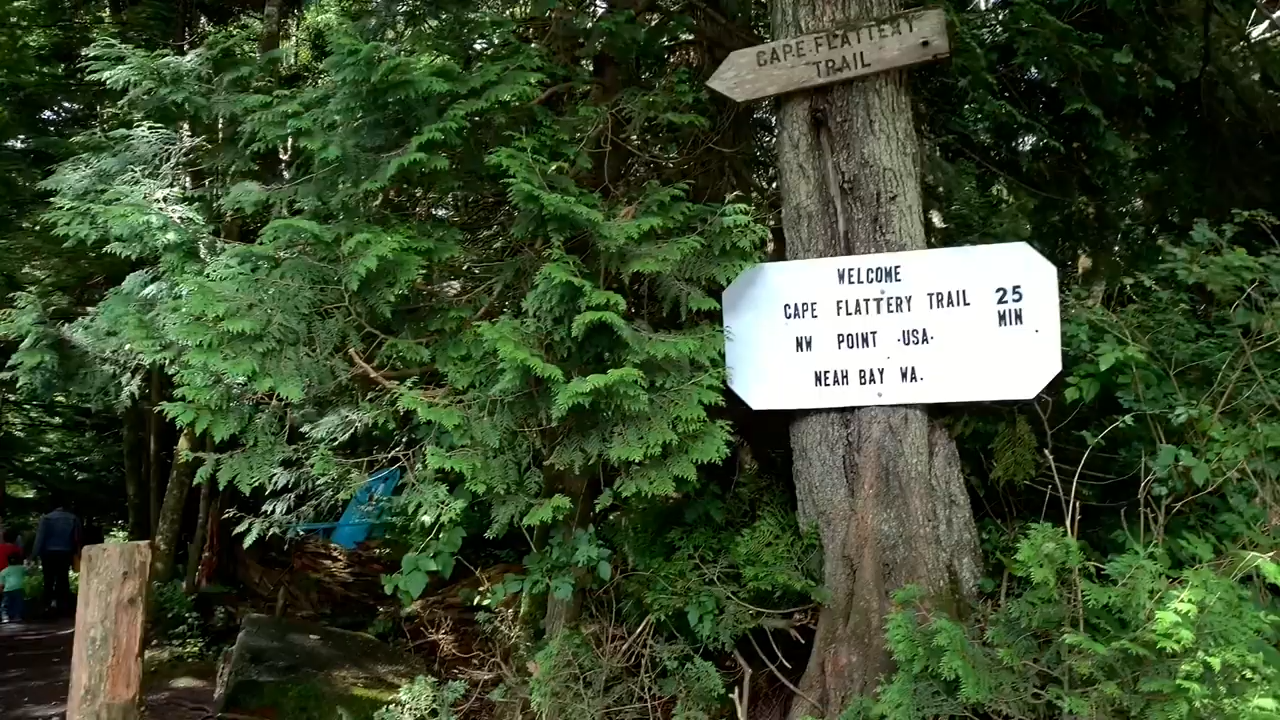 CAPE FLATTERY
TRAIL
WELCOME
CAPE FLATTERY TRAIL 25 MIN
NW POINT ·USA·
NEAH BAY WA.